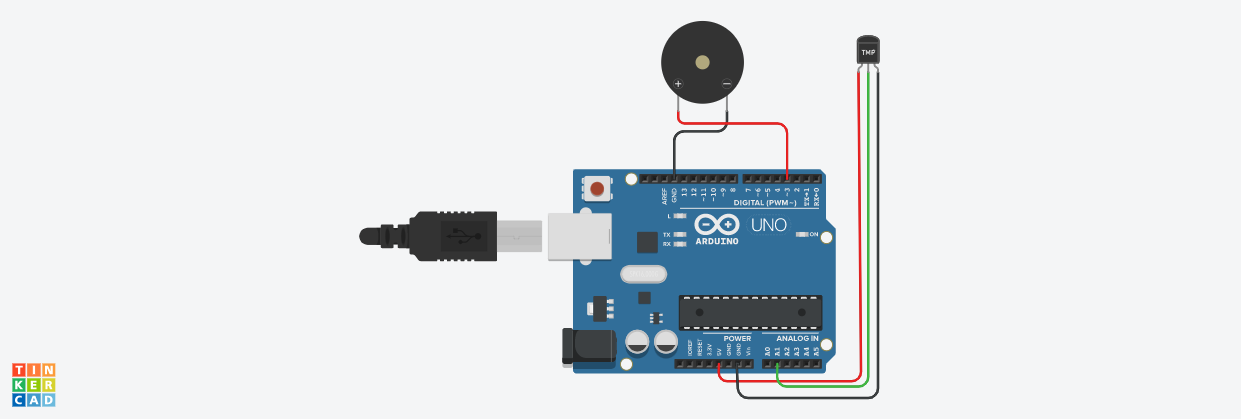 TMP
+ −
AREF
GND
13
12
~11
~10
~9
8
7
~6
~5
4
~3
2
TX→1
RX←0
DIGITAL (PWM~)
L
TX
RX
ARDUINO
UNO
ON
POWER
ANALOG IN
IOREF
RESET
3.3V
5V
GND
GND
Vin
A0
A1
A2
A3
A4
A5
TIN
KER
CAD